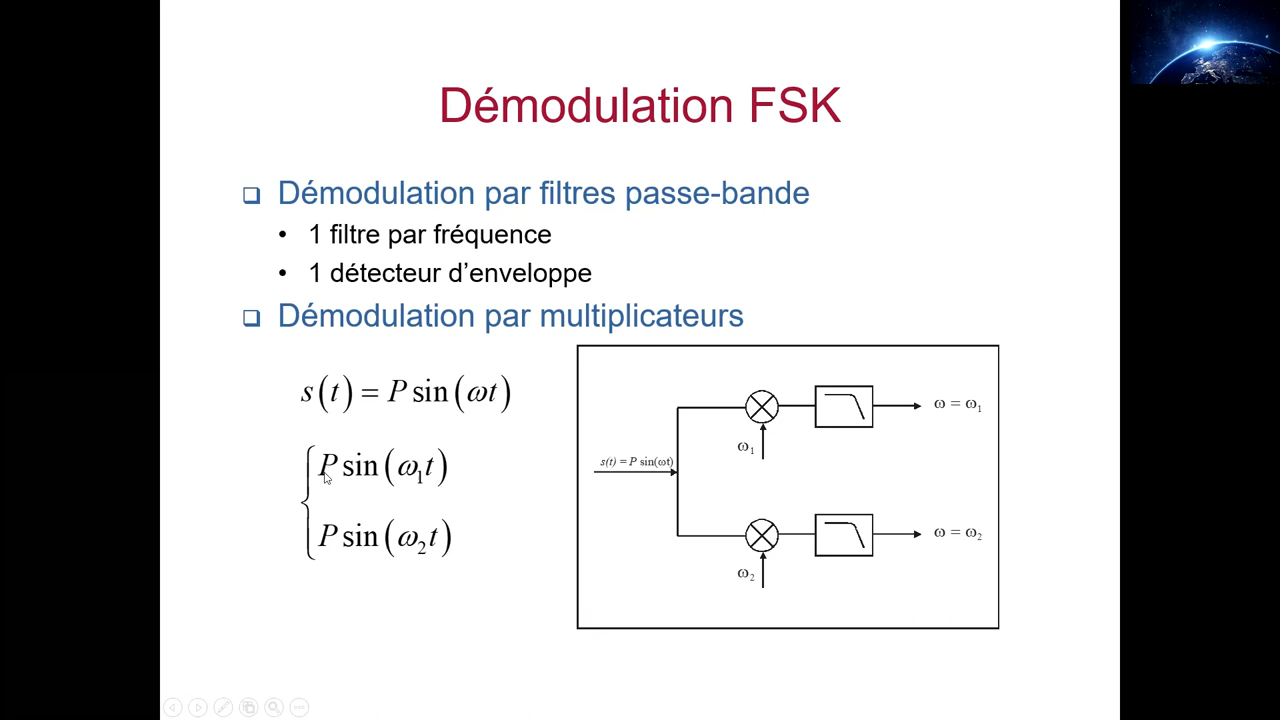 Démodulation FSK
❑ Démodulation par filtres passe-bande
• 1 filtre par fréquence
• 1 détecteur d’enveloppe
❑ Démodulation par multiplicateurs
s(t) = P sin(ωt)
P sin(ω₁t)
P sin(ω₂t)
s(t) = P sin(ωt)
ω₁
ω = ω₁
ω₂
ω = ω₂